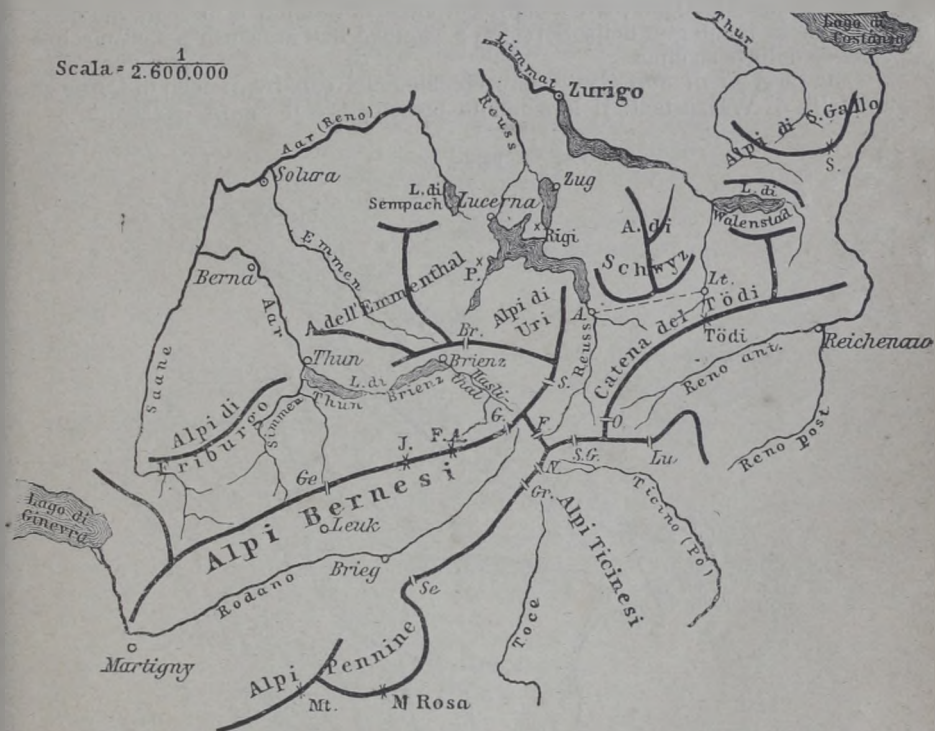 Scala = 1
2.600.000
Thur
Lago di
Costanza
Limmat
Zurigo
Reuss
Aar (Reno)
Alpi di S. Gallo
S.
Solura
L. di
Sempach
Lucerna
Zug
Rigi
P.
A. di
Schwyz
L. di
Walenstad
Emmen
Berna
Aar
A. dell'Emmenthal
Alpi di
Uri
A.
Lt.
Catena del Tödi
Tödi
Reichenau
Saane
Thun
L. di
Thun
Br.
Brienz
Brienz
Hasli-
thal
S.
Reuss
Reno ant.
Reno post
Alpi di
Friburgo
Simmen
G.
F.
O.
S.G.
Lu
J.
F.A.
Ge
N.
Gr.
Alpi Bernesi
Leuk
Lago di
Ginevra
Brieg
Rodano
Se
Ticino (Po)
Alpi Ticinesi
Toce
Martigny
Alpi Pennine
Mt.
M Rosa